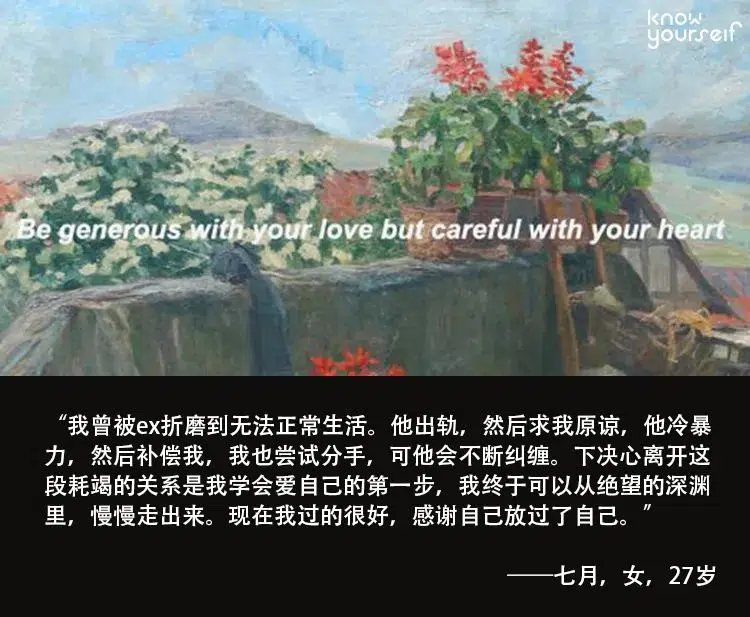 know
yourself
Be generous with your love but careful with your heart
“我曾被ex折磨到无法正常生活。他出轨，然后求我原谅，他冷暴
力，然后补偿我，我也尝试分手，可他会不断纠缠。下决心离开这
段耗竭的关系是我学会爱自己的第一步，我终于可以从绝望的深渊
里，慢慢走出来。现在我过的很好，感谢自己放过了自己。”
——七月，女，27岁